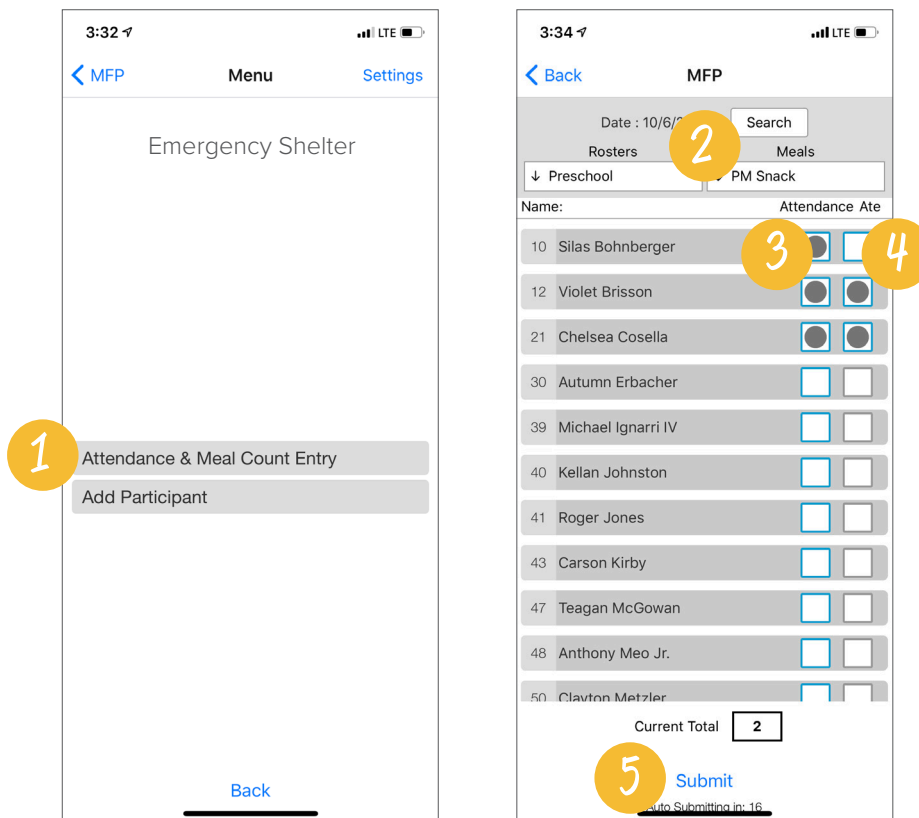 3:32 LTE
MFP Menu Settings
Emergency Shelter
1
Attendance & Meal Count Entry
Add Participant
Back
3:34 LTE
Back MFP
Date : 10/6/2 Search
2
Rosters Meals
↓ Preschool PM Snack
Name: Attendance Ate
3 4
10 Silas Bohnberger
12 Violet Brisson
21 Chelsea Cosella
30 Autumn Erbacher
39 Michael Ignarri IV
40 Kellan Johnston
41 Roger Jones
43 Carson Kirby
47 Teagan McGowan
48 Anthony Meo Jr.
50 Clayton Metzler
Current Total 2
5
Submit
Auto Submitting in: 16